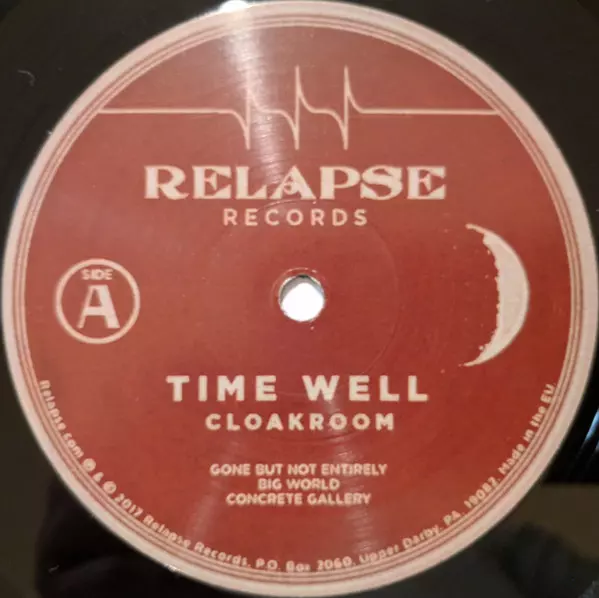 RELAPSE
RECORDS
SIDE
A
TIME WELL
CLOAKROOM
GONE BUT NOT ENTIRELY
BIG WORLD
CONCRETE GALLERY
Relapse.com ℗ & © 2017 Relapse Records, P.O. Box 2060, Upper Darby, PA, 19082, Made in the EU.